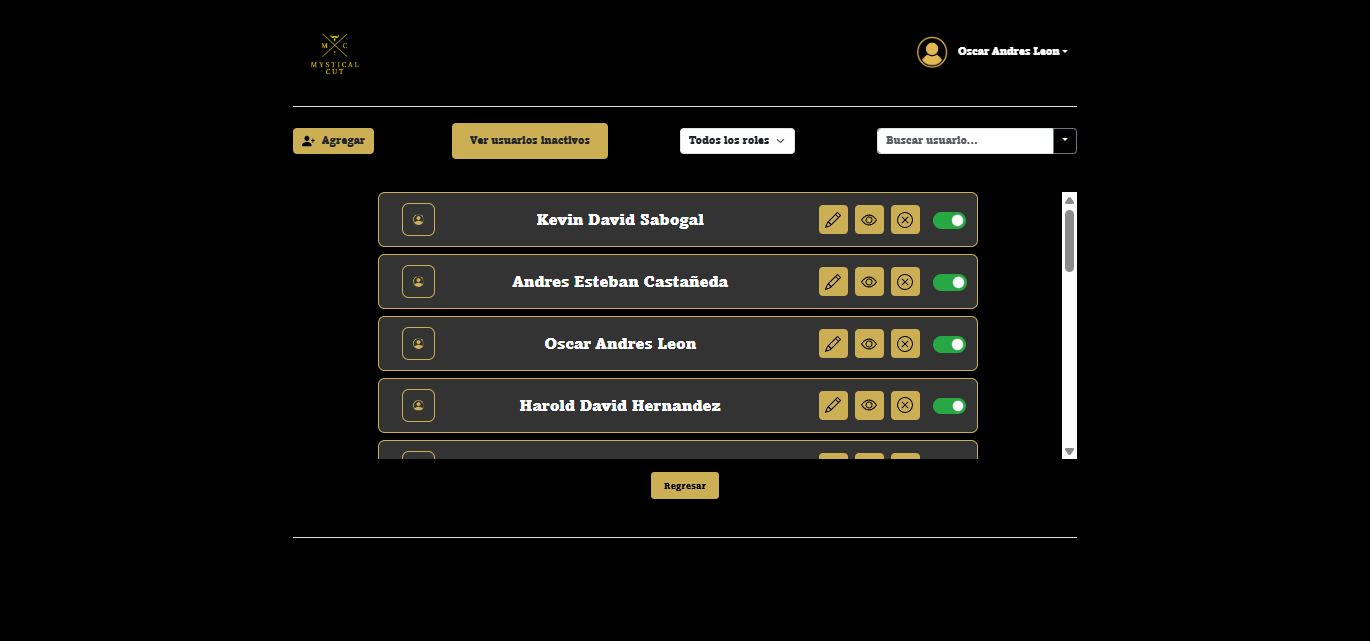 M C
MYSTICAL
CUT
Oscar Andres Leon
Agregar
Ver usuarios inactivos
Todos los roles
Buscar usuario...
Kevin David Sabogal
Andres Esteban Castañeda
Oscar Andres Leon
Harold David Hernandez
Regresar